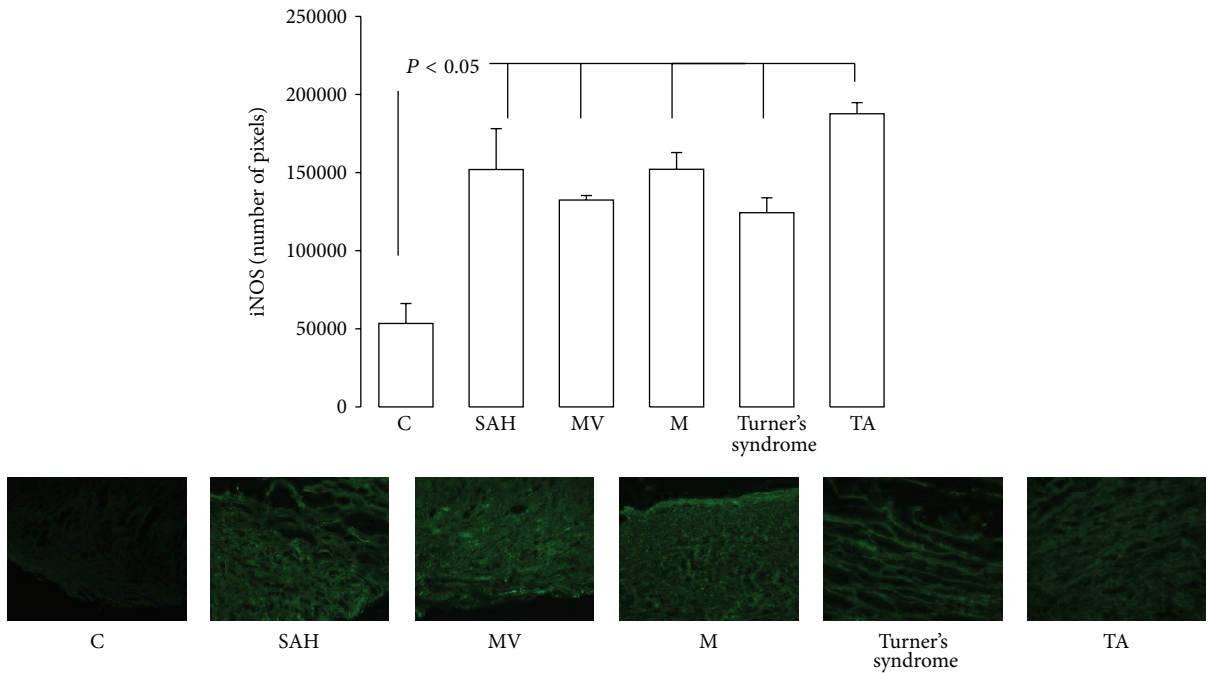 250000
200000
150000
100000
50000
0
iNOS (number of pixels)
P < 0.05
C
SAH
MV
M
Turner's
syndrome
TA
C
SAH
MV
M
Turner's
syndrome
TA